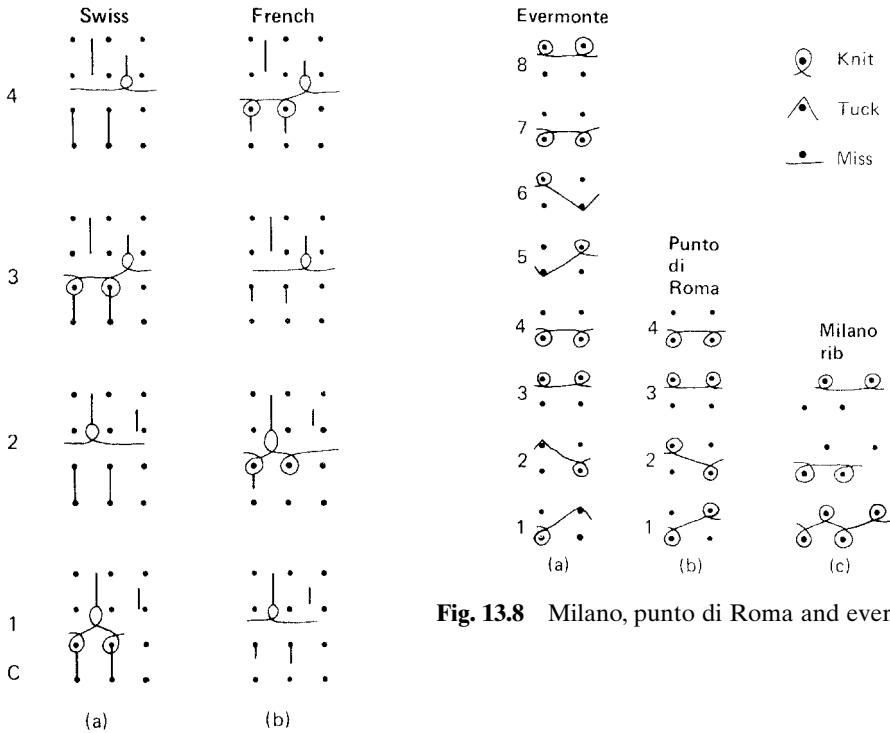 Swiss
French
4
3
2
1
C
(a)
(b)
Evermonte
8
7
6
5
4
3
2
1
(a)
Punto
di
Roma
4
3
2
1
(b)
Milano
rib
(c)
Knit
Tuck
Miss
Fig. 13.8 Milano, punto di Roma and ever